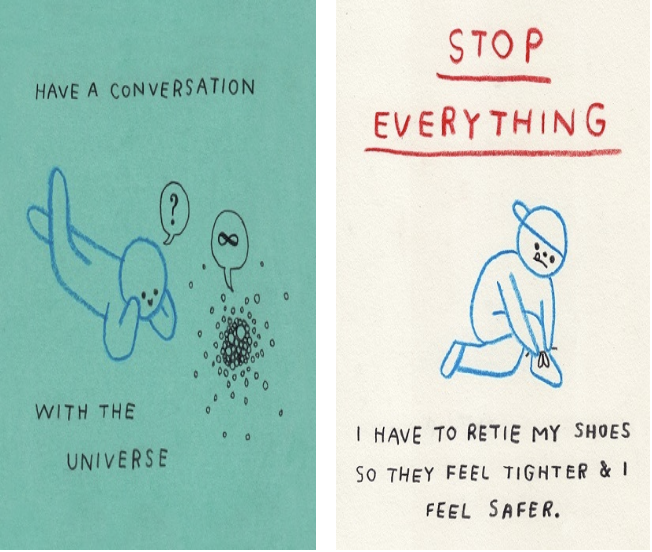 HAVE A CONVERSATION
?
∞
WITH THE
UNIVERSE
STOP
EVERYTHING
I HAVE TO RETIE MY SHOES
SO THEY FEEL TIGHTER & I
FEEL SAFER.